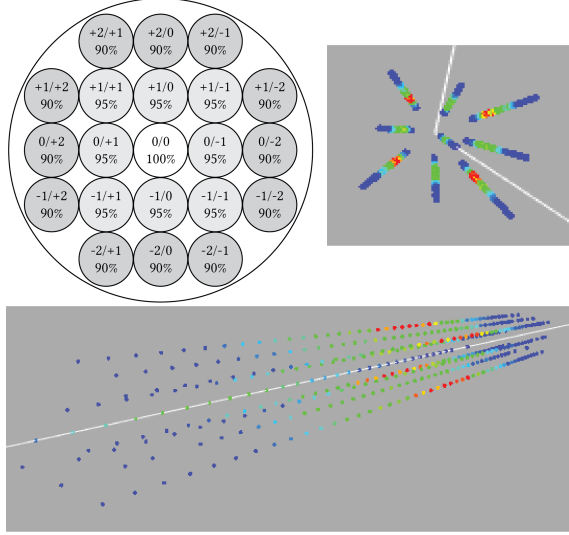 +2/+1 +2/0 +2/-1
90% 90% 90%
+1/+2 +1/+1 +1/0 +1/-1 +1/-2
90% 95% 95% 95% 90%
0/+2 0/+1 0/0 0/-1 0/-2
90% 95% 100% 95% 90%
-1/+2 -1/+1 -1/0 -1/-1 -1/-2
90% 95% 95% 95% 90%
-2/+1 -2/0 -2/-1
90% 90% 90%